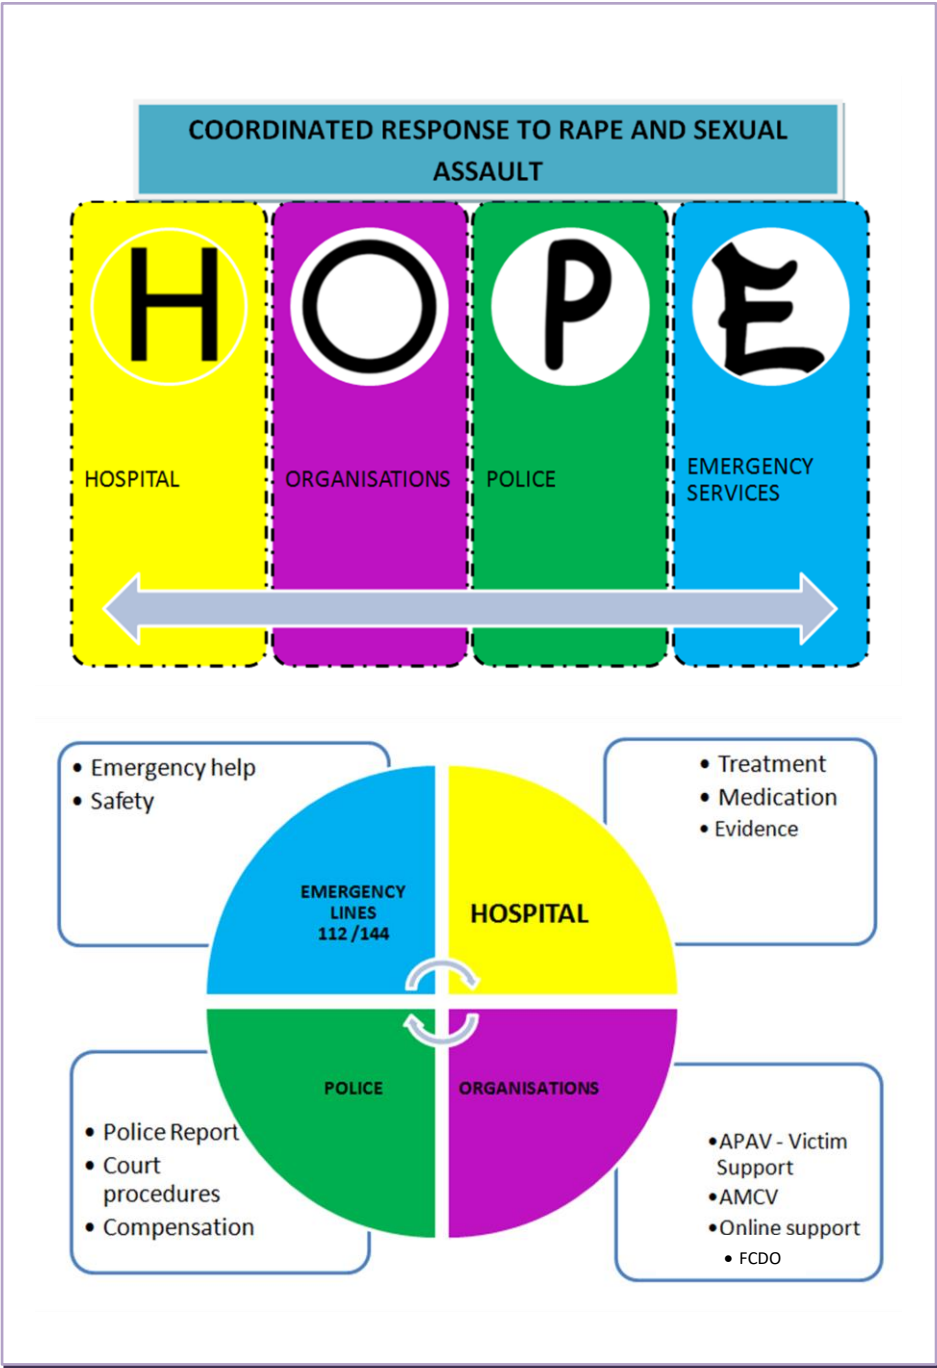 COORDINATED RESPONSE TO RAPE AND SEXUAL
ASSAULT
H O P E
HOSPITAL
ORGANISATIONS
POLICE
EMERGENCY
SERVICES
• Emergency help
• Safety
• Treatment
• Medication
• Evidence
EMERGENCY
LINES
112 /144
HOSPITAL
POLICE
ORGANISATIONS
• Police Report
• Court
procedures
• Compensation
•APAV - Victim
Support
•AMCV
•Online support
• FCDO